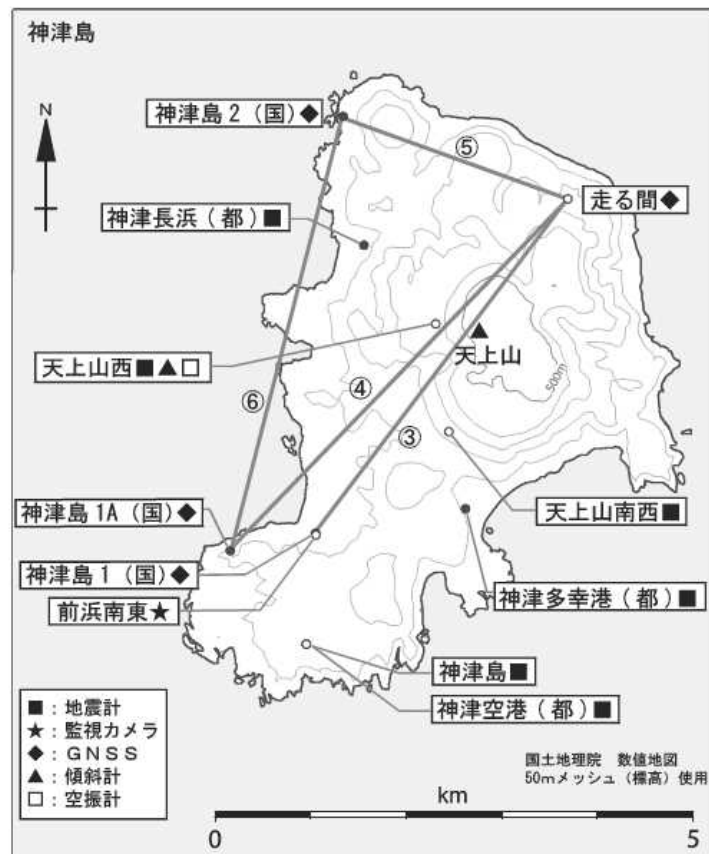 神津島
N
神津島2(国)◆
⑤
走る間◆
神津長浜(都)■
天上山西■▲□
天上山
500m
⑥
④
③
神津島1A(国)◆
天上山南西■
神津島1(国)◆
前浜南東★
神津多幸港(都)■
神津島■
神津空港(都)■
■:地震計
★:監視カメラ
◆:GNSS
▲:傾斜計
□:空振計
国土地理院 数値地図
50mメッシュ(標高)使用
km
0 5